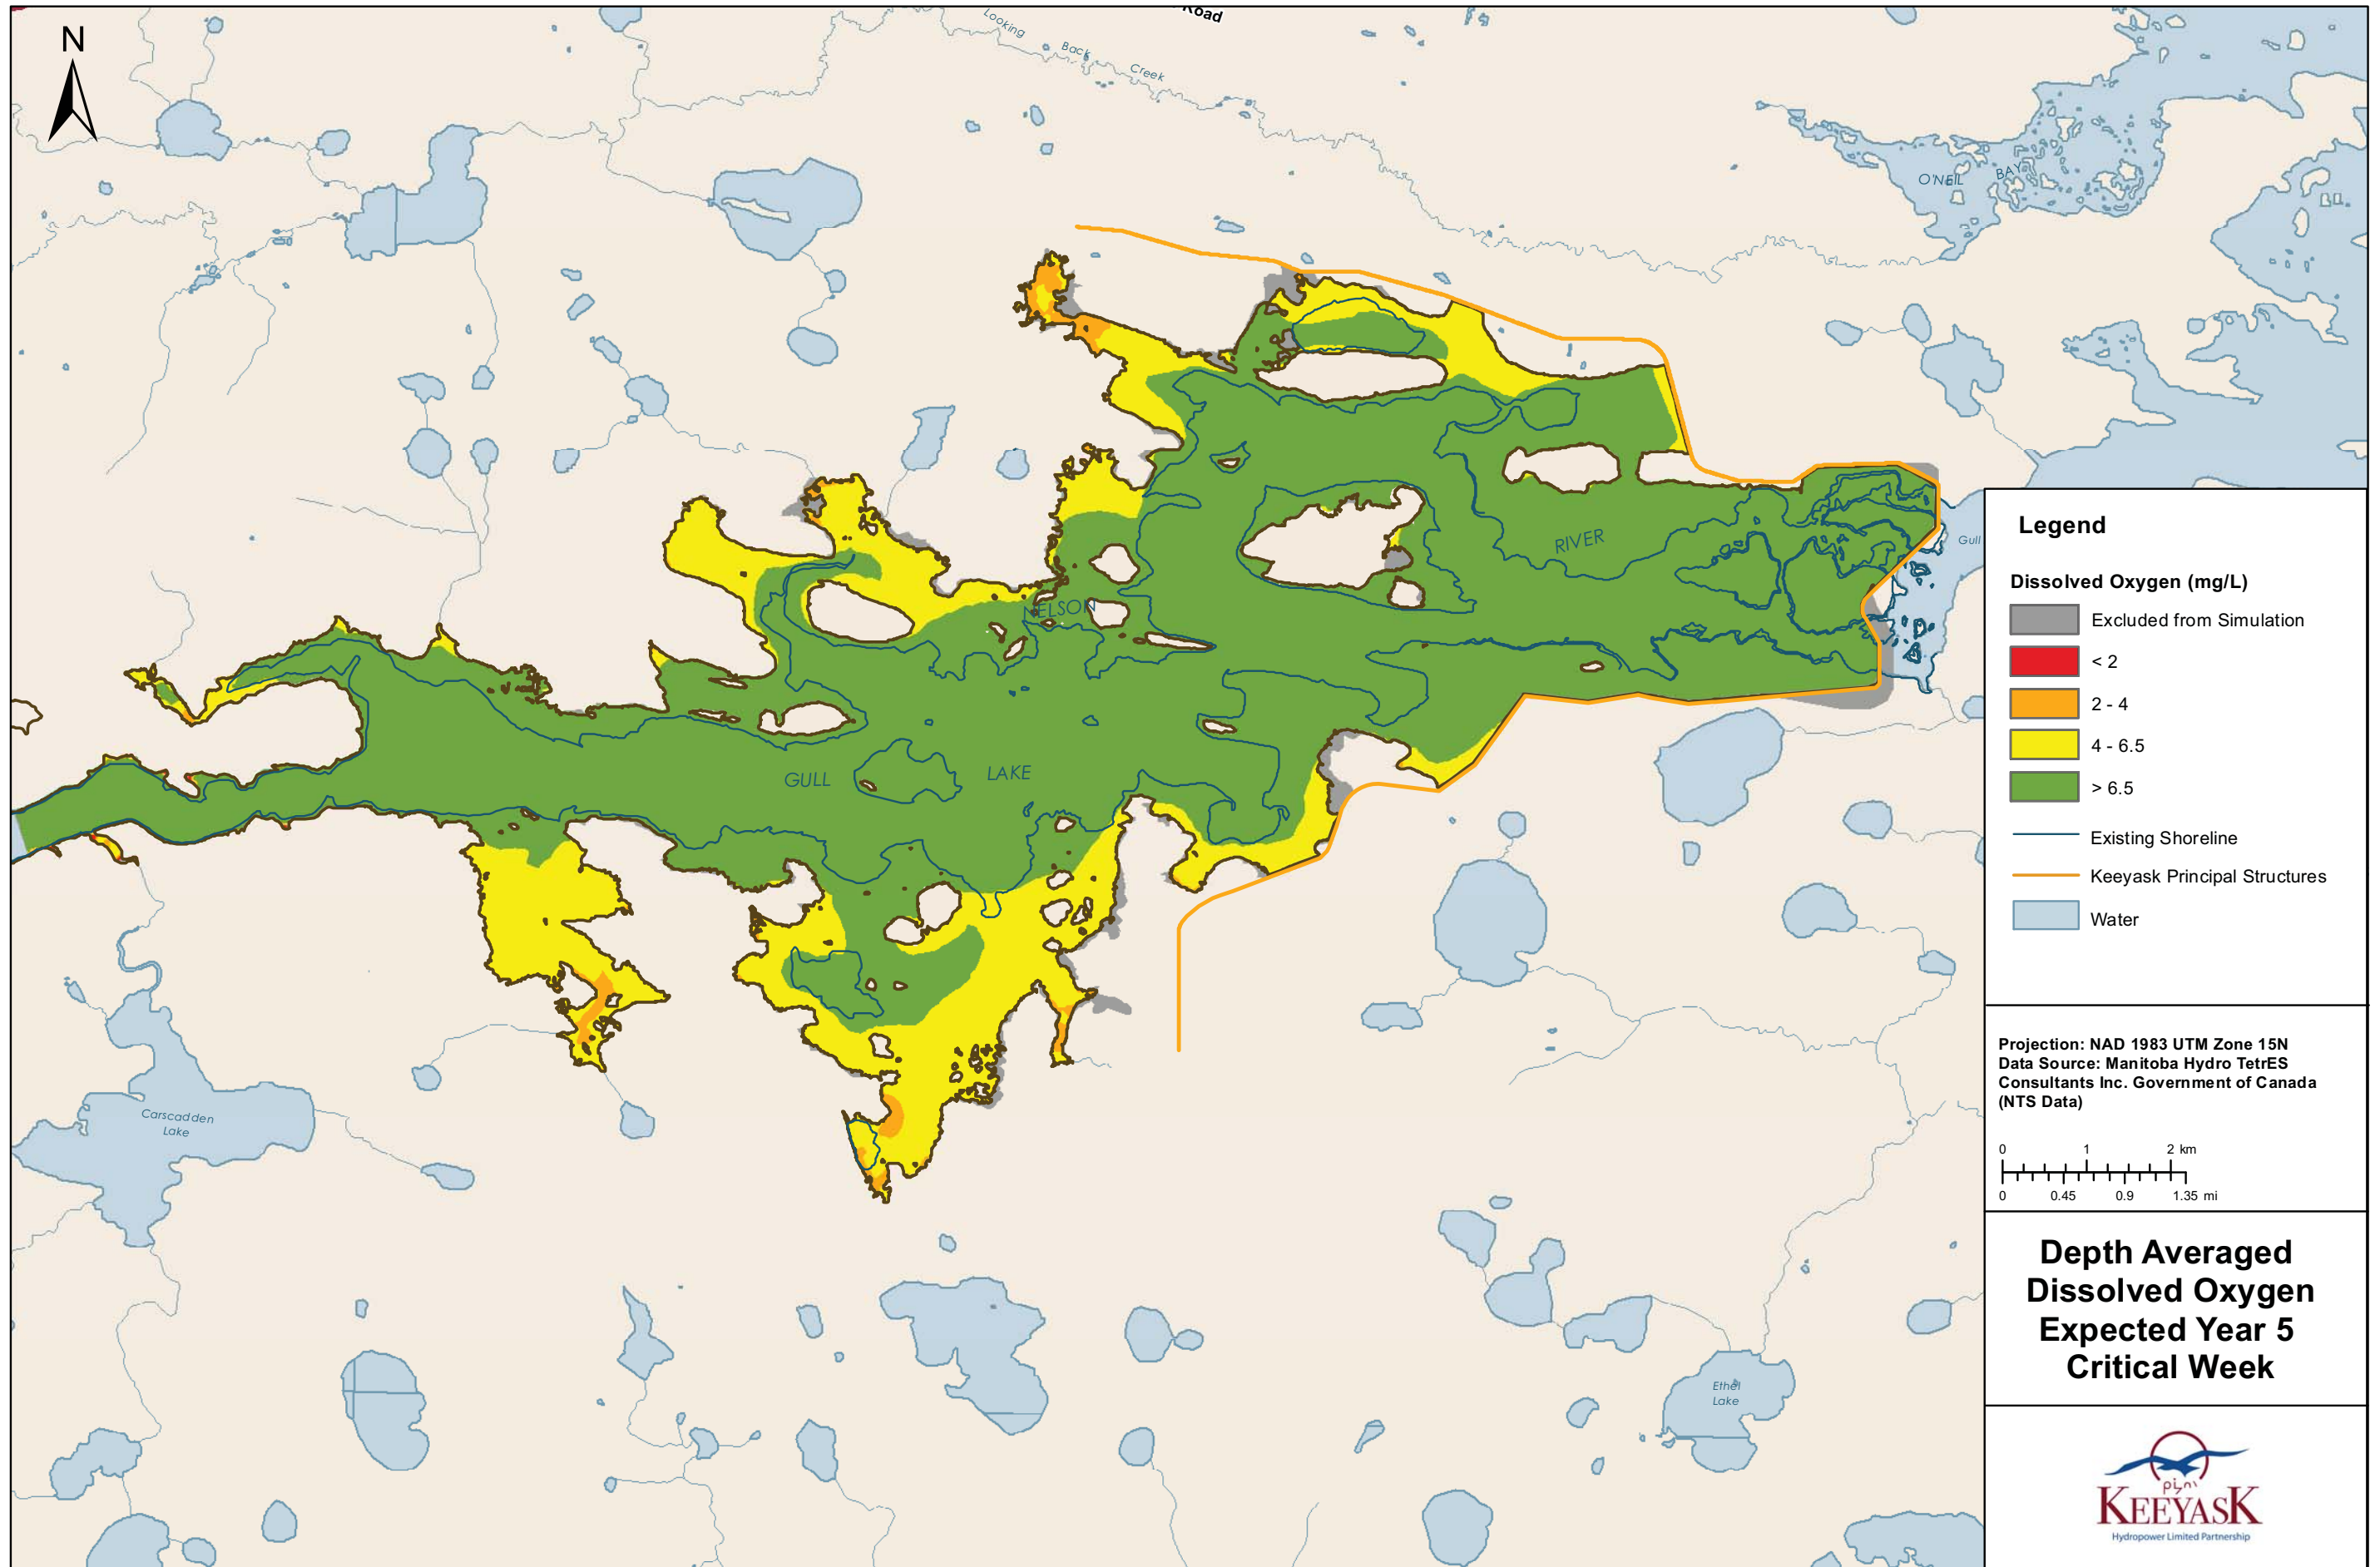 Road
N
Looking
Back
Creek
O'NEIL BAY
RIVER
NELSON
GULL LAKE
Gull
Carscadden
Lake
Ethel
Lake
Legend
Dissolved Oxygen (mg/L)
Excluded from Simulation
< 2
2 - 4
4 - 6.5
> 6.5
Existing Shoreline
Keeyask Principal Structures
Water
Projection: NAD 1983 UTM Zone 15N
Data Source: Manitoba Hydro TetrES
Consultants Inc. Government of Canada
(NTS Data)
0 1 2 km
0 0.45 0.9 1.35 mi
Depth Averaged
Dissolved Oxygen
Expected Year 5
Critical Week
KEEYASK
Hydropower Limited Partnership